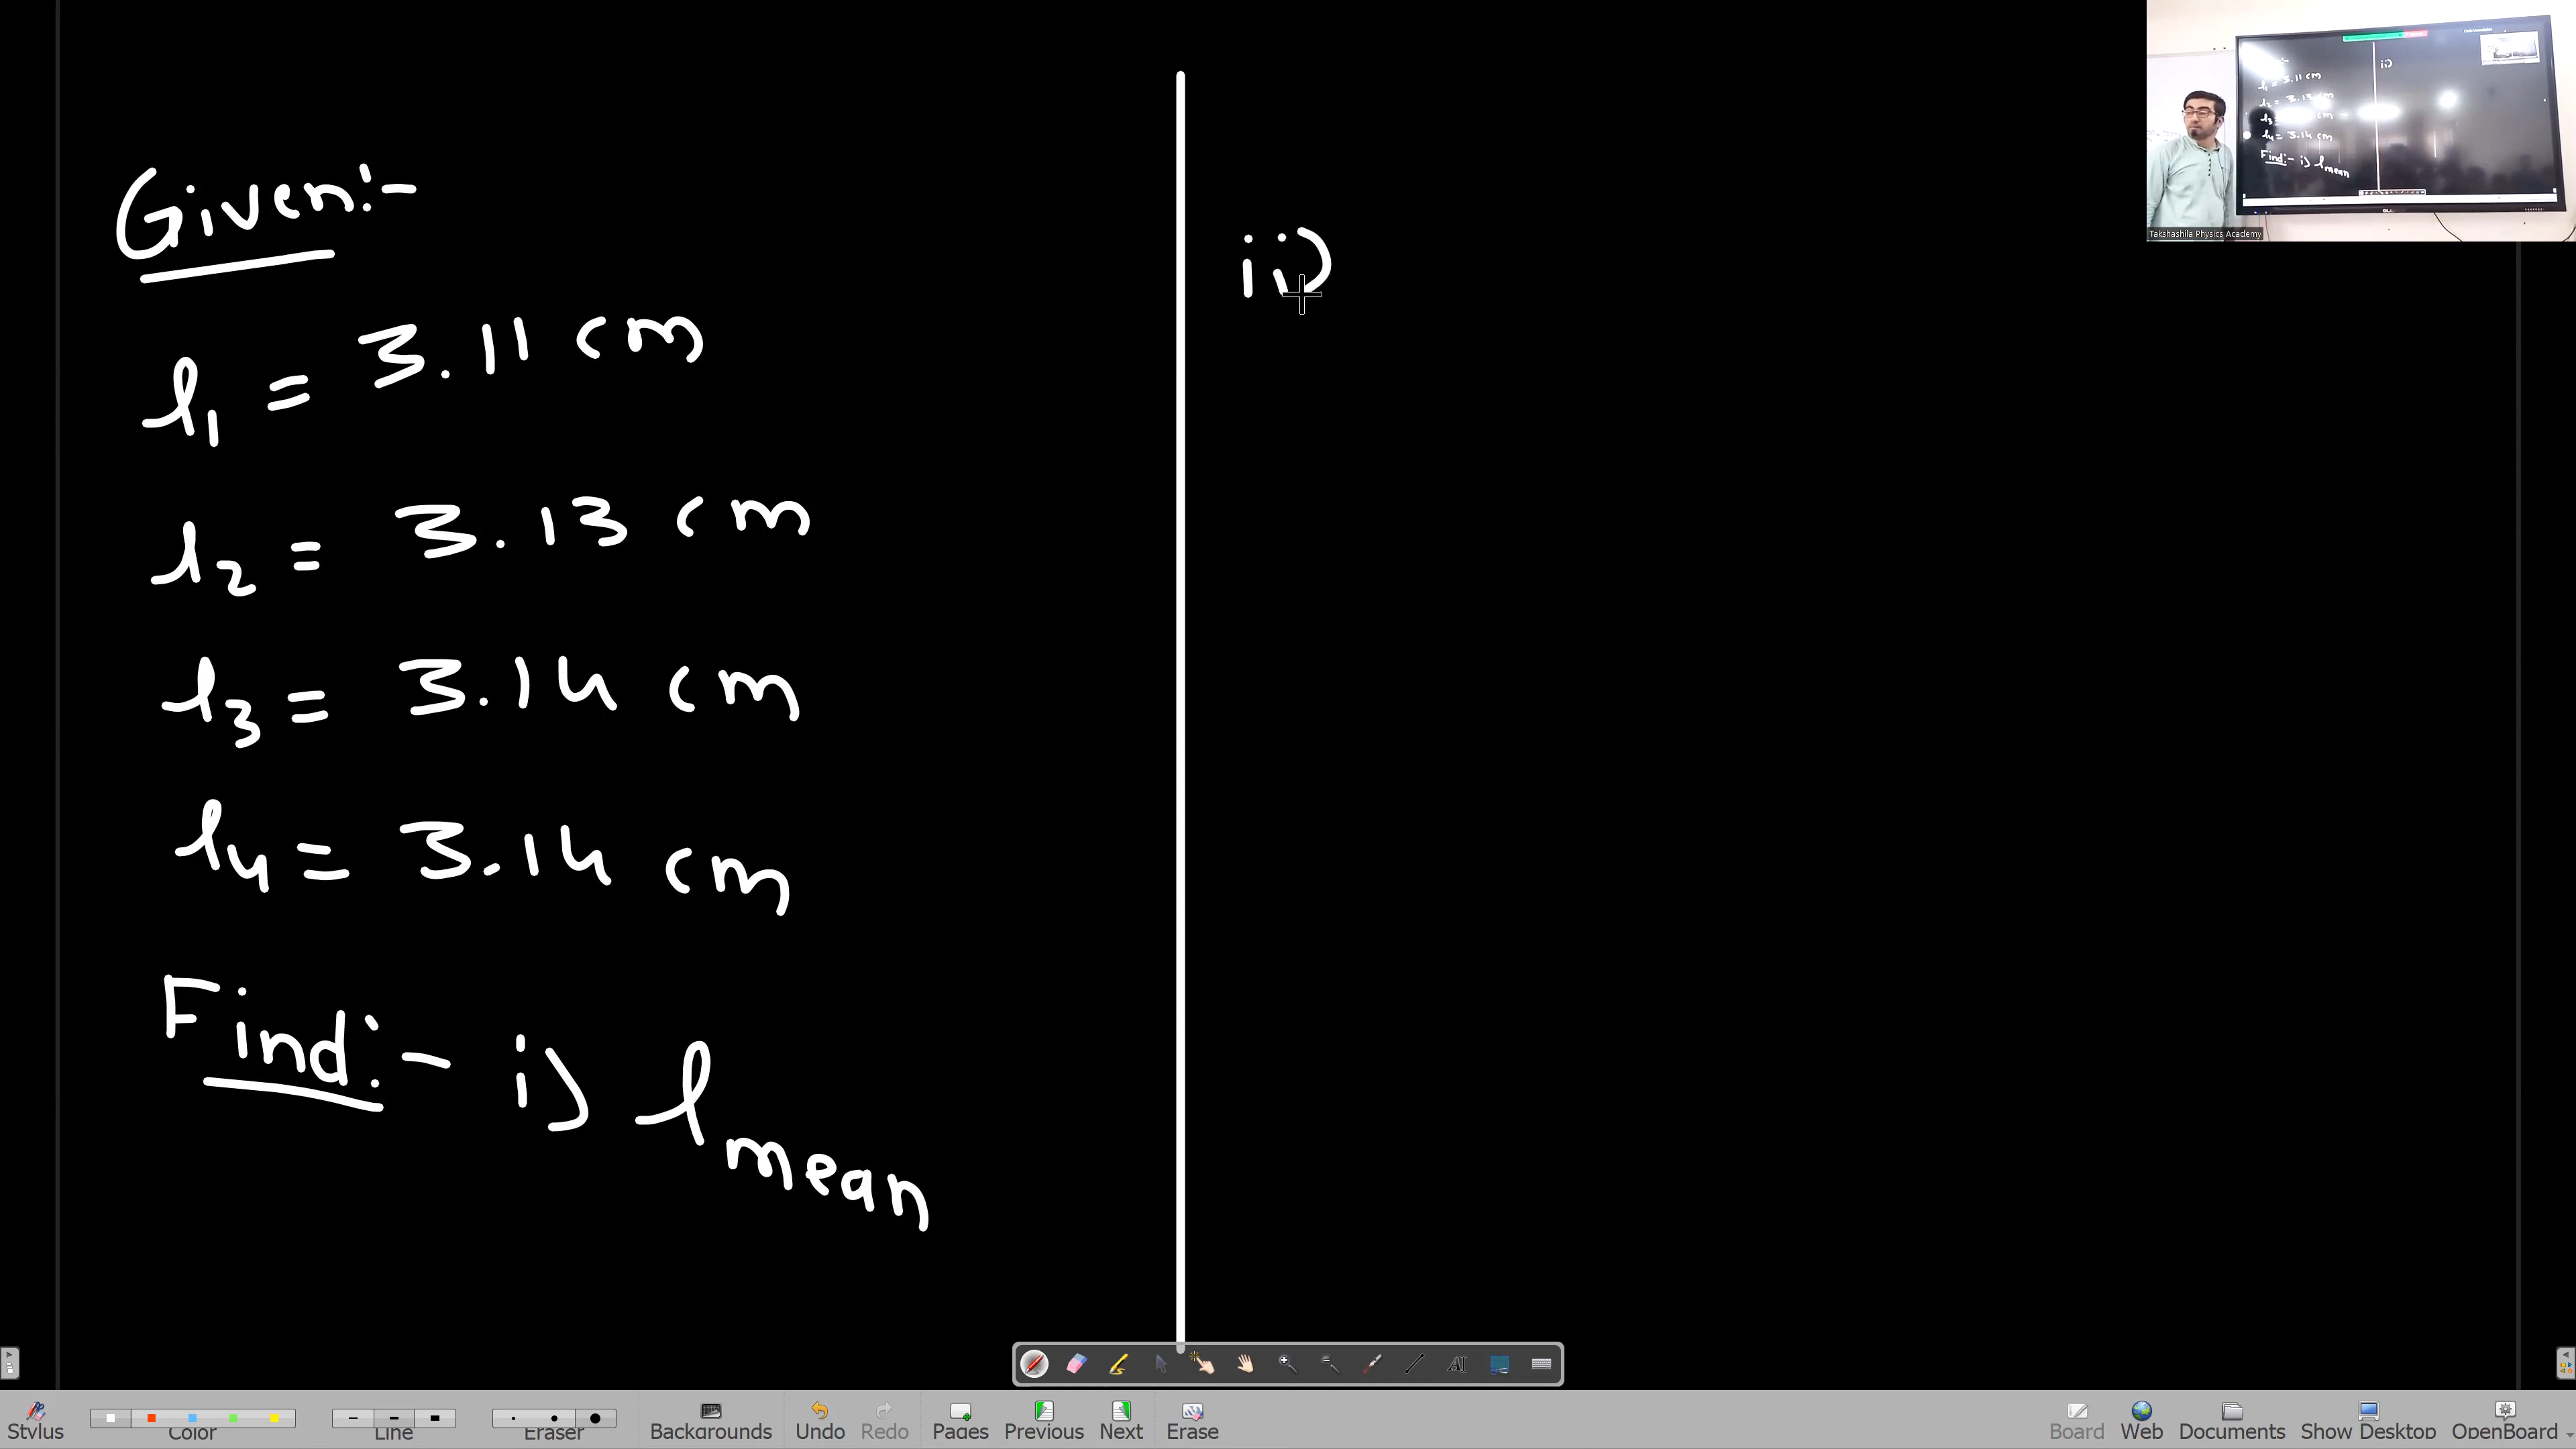 Given:-
l1 = 3.11 cm
l2 = 3.13 cm
l3 = 3.14 cm
l4 = 3.14 cm
Find:- i) lmean
ii)
Takshashila Physics Academy
Stylus
Color
Line
Eraser
Backgrounds
Undo
Redo
Pages
Previous
Next
Erase
Board
Web
Documents
Show Desktop
OpenBoard